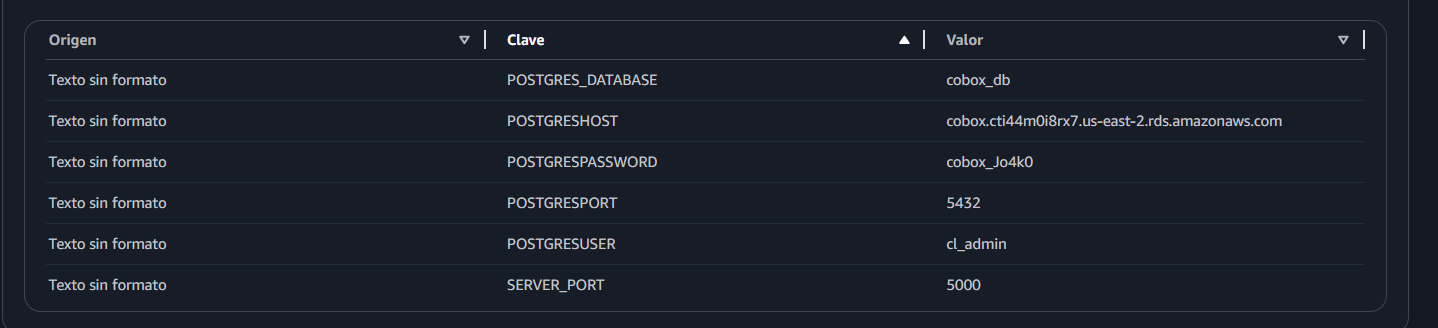 Origen Clave Valor
Texto sin formato POSTGRES_DATABASE cobox_db
Texto sin formato POSTGRESHOST cobox.cti44m0i8rx7.us-east-2.rds.amazonaws.com
Texto sin formato POSTGRESPASSWORD cobox_Jo4k0
Texto sin formato POSTGRESPORT 5432
Texto sin formato POSTGRESUSER cl_admin
Texto sin formato SERVER_PORT 5000